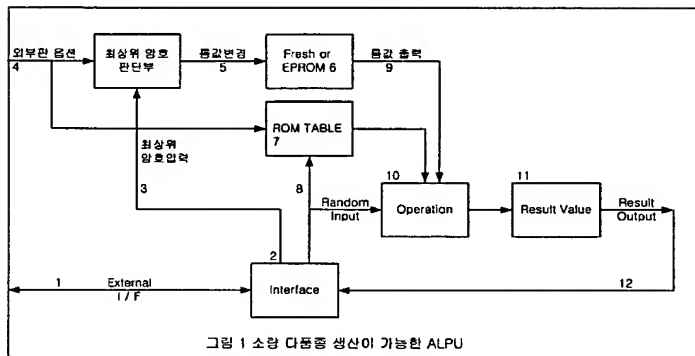 외부판 옵션
4
최상위 암호
판단부
롬값변경
5
Fresh or
EPROM 6
롬값 출력
9
ROM TABLE
7
최상위
암호입력
3
8
Random
Input
10
Operation
11
Result Value
Result
Output
2
Interface
1
External
I / F
12
그림 1 소량 다품종 생산이 가능한 ALPU